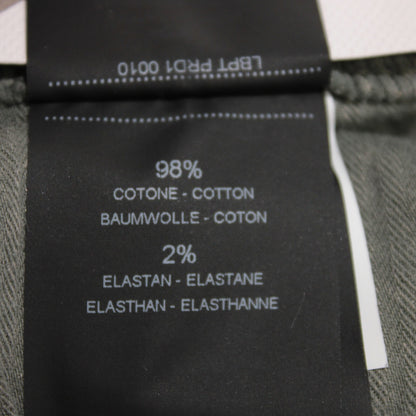 LBPT PRD1 0010
98%
COTONE - COTTON
BAUMWOLLE - COTON
2%
ELASTAN - ELASTANE
ELASTHAN - ELASTHANNE